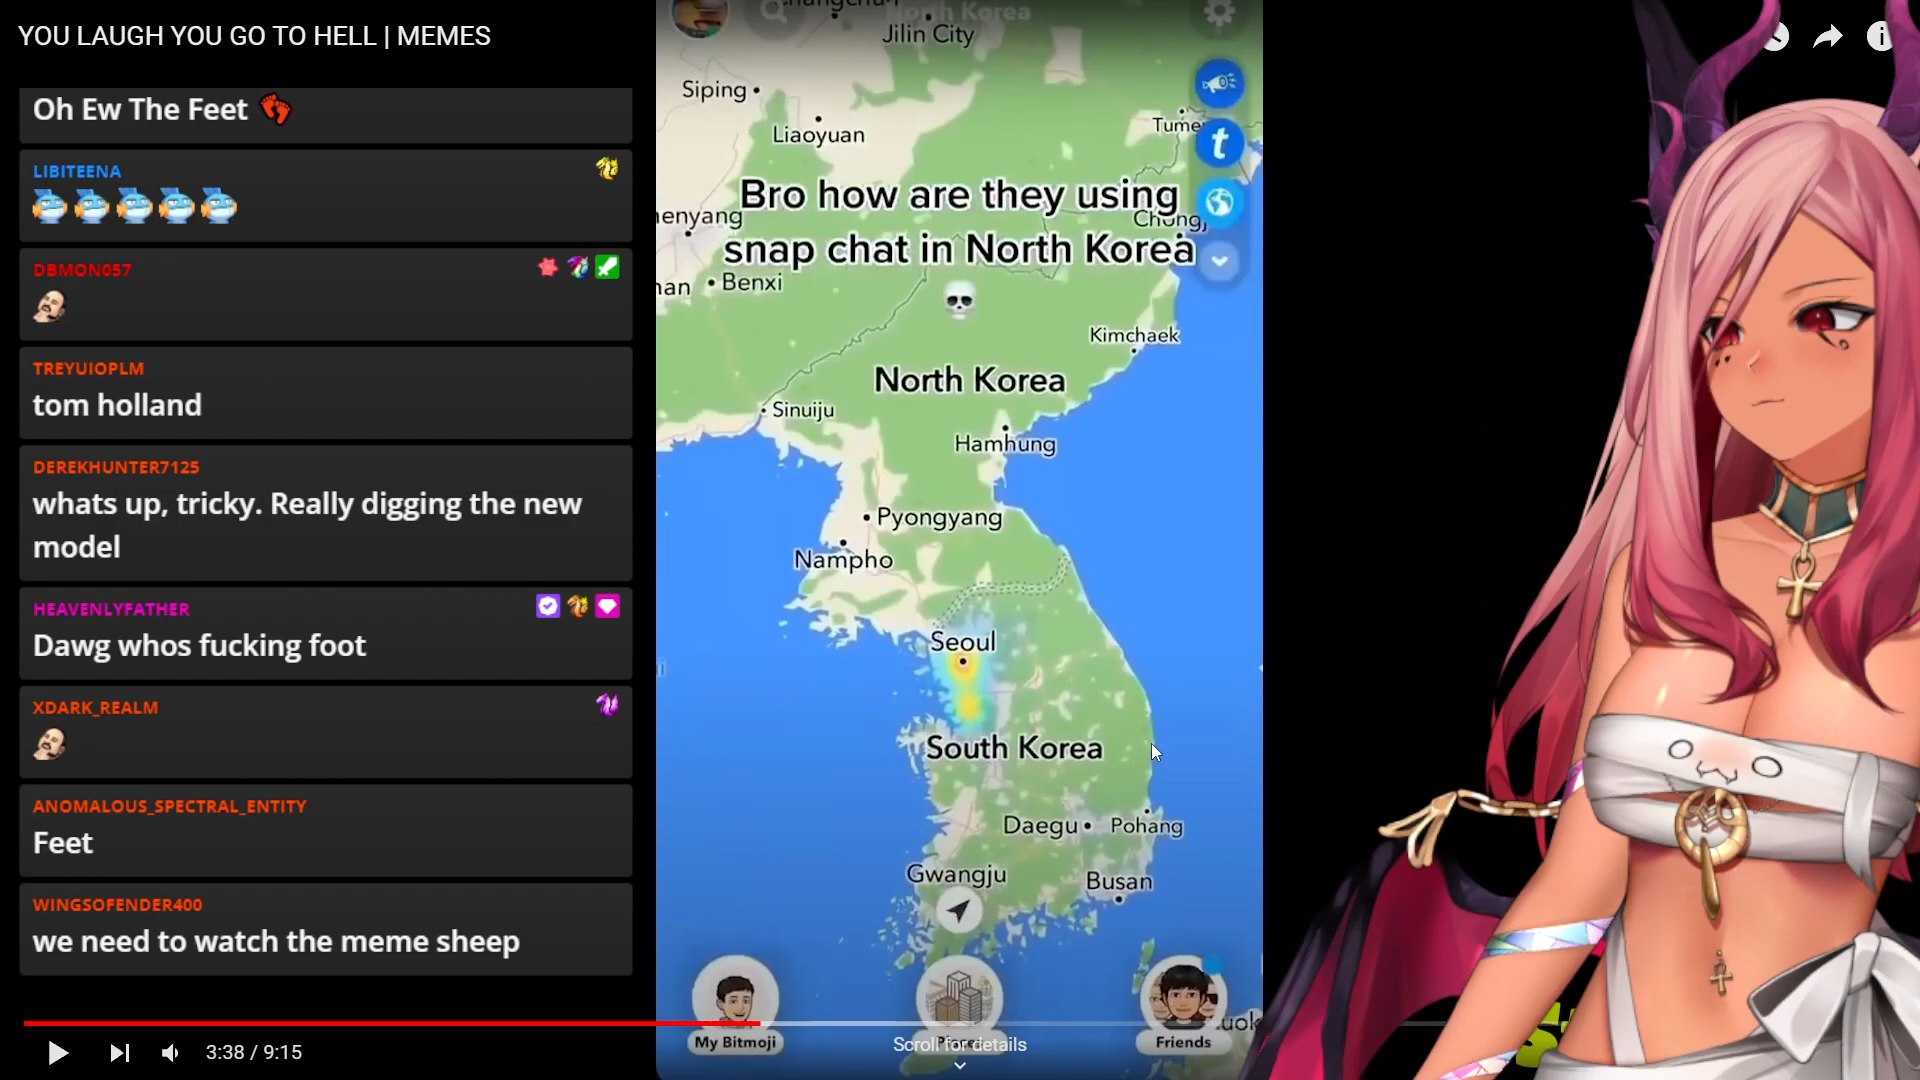 YOU LAUGH YOU GO TO HELL | MEMES
Oh Ew The Feet
LIBITEENA
DBMON057
TREYUIOPLM
tom holland
DEREKHUNTER7125
whats up, tricky. Really digging the new
model
HEAVENLYFATHER
Dawg whos fucking foot
XDARK_REALM
ANOMALOUS_SPECTRAL_ENTITY
Feet
WINGSOFENDER400
we need to watch the meme sheep
3:38 / 9:15
North Korea
Jilin City
Siping
Liaoyuan
Bro how are they using
snap chat in North Korea
Benxi
Kimchaek
North Korea
Sinuiju
Hamhung
Pyongyang
Nampho
Seoul
South Korea
Daegu
Pohang
Gwangju
Busan
My Bitmoji
Scroll for details
Friends